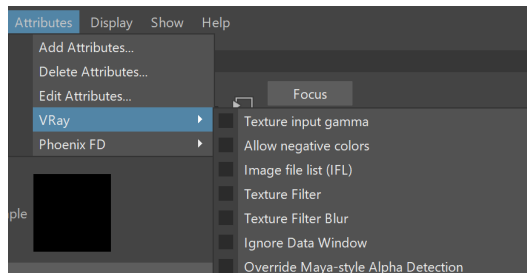 Attributes Display Show Help
Add Attributes...
Delete Attributes...
Edit Attributes...
Focus
VRay
Texture input gamma
Phoenix FD
Allow negative colors
Image file list (IFL)
Texture Filter
Texture Filter Blur
Ignore Data Window
Override Maya-style Alpha Detection